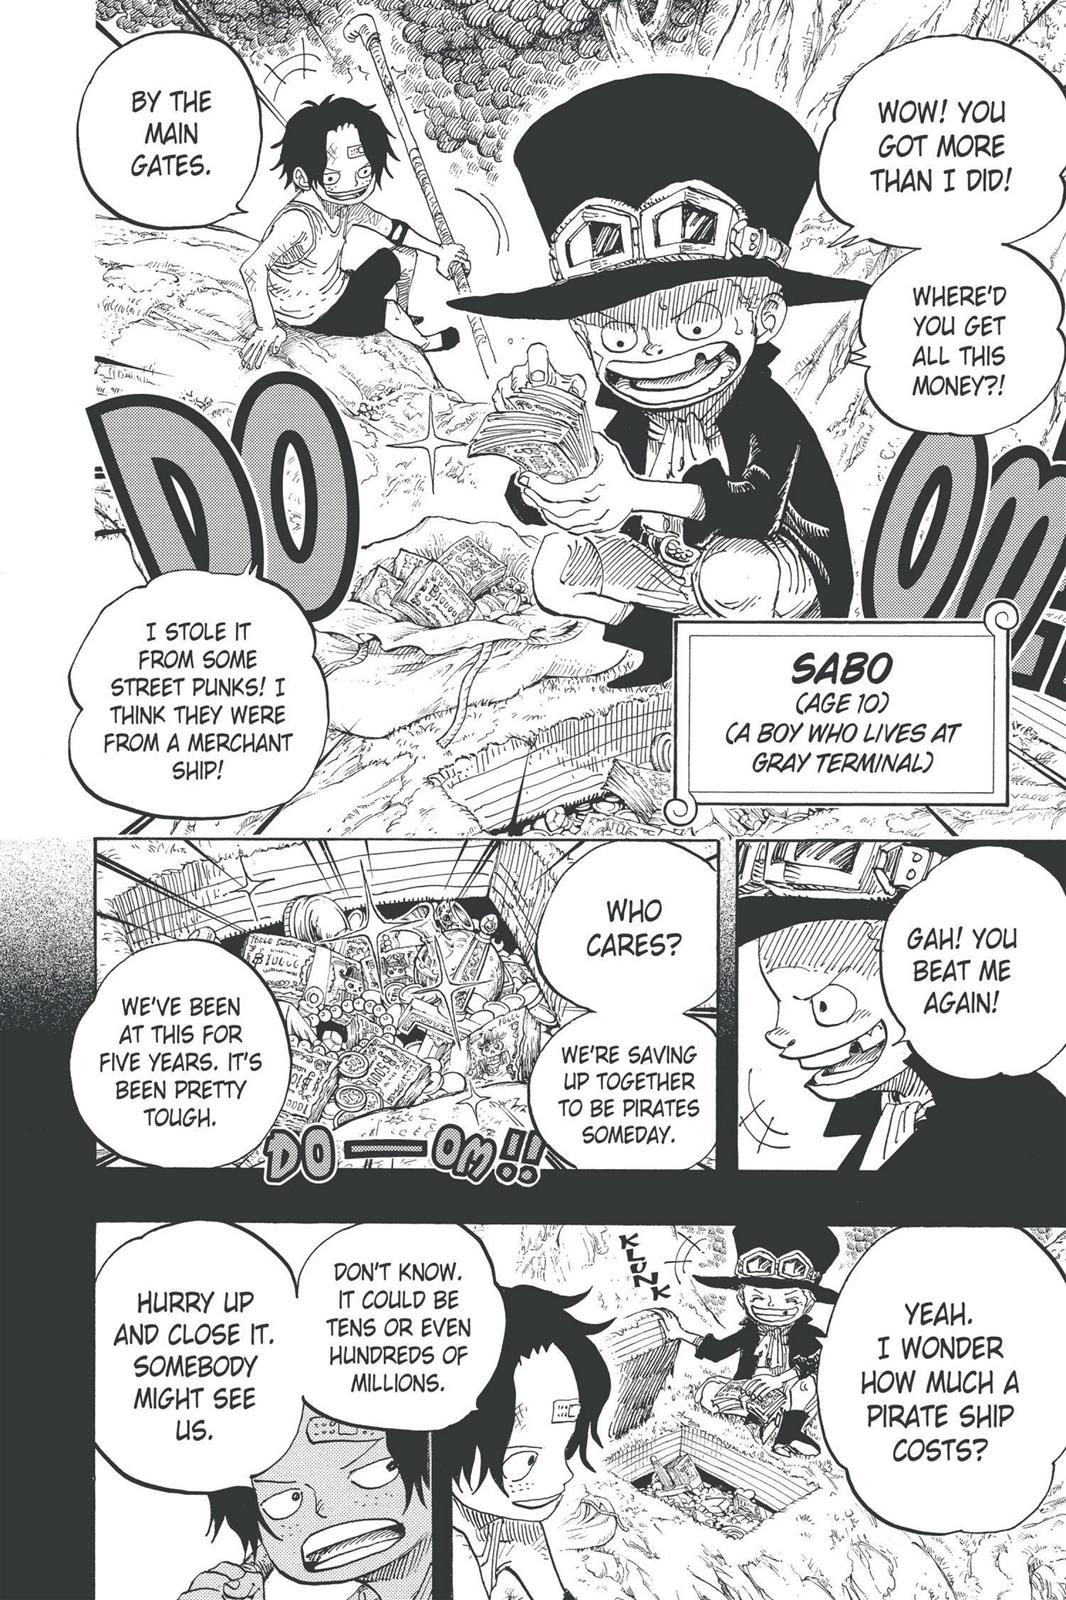 WOW! YOU
GOT MORE
THAN I DID!
WHERE'D
YOU GET
ALL THIS
MONEY?!
BY THE
MAIN
GATES.
DO
OM
I STOLE IT
FROM SOME
STREET PUNKS! I
THINK THEY WERE
FROM A MERCHANT
SHIP!
SABO
(AGE 10)
(A BOY WHO LIVES AT
GRAY TERMINAL)
GAH! YOU
BEAT ME
AGAIN!
WHO
CARES?
WE'RE SAVING
UP TOGETHER
TO BE PIRATES
SOMEDAY.
WE'VE BEEN
AT THIS FOR
FIVE YEARS. IT'S
BEEN PRETTY
TOUGH.
DO—OM!!
YEAH.
I WONDER
HOW MUCH A
PIRATE SHIP
COSTS?
KLUNK
DON'T KNOW.
IT COULD BE
TENS OR EVEN
HUNDREDS OF
MILLIONS.
HURRY UP
AND CLOSE IT.
SOMEBODY
MIGHT SEE
US.